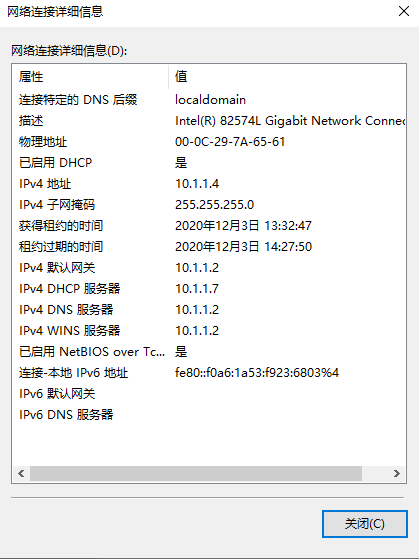 网络连接详细信息
网络连接详细信息(D):
属性 值
连接特定的 DNS 后缀 localdomain
描述 Intel(R) 82574L Gigabit Network Connec
物理地址 00-0C-29-7A-65-61
已启用 DHCP 是
IPv4 地址 10.1.1.4
IPv4 子网掩码 255.255.255.0
获得租约的时间 2020年12月3日 13:32:47
租约过期的时间 2020年12月3日 14:27:50
IPv4 默认网关 10.1.1.2
IPv4 DHCP 服务器 10.1.1.7
IPv4 DNS 服务器 10.1.1.2
IPv4 WINS 服务器 10.1.1.2
已启用 NetBIOS over Tc... 是
连接-本地 IPv6 地址 fe80::f0a6:1a53:f923:6803%4
IPv6 默认网关
IPv6 DNS 服务器
关闭(C)